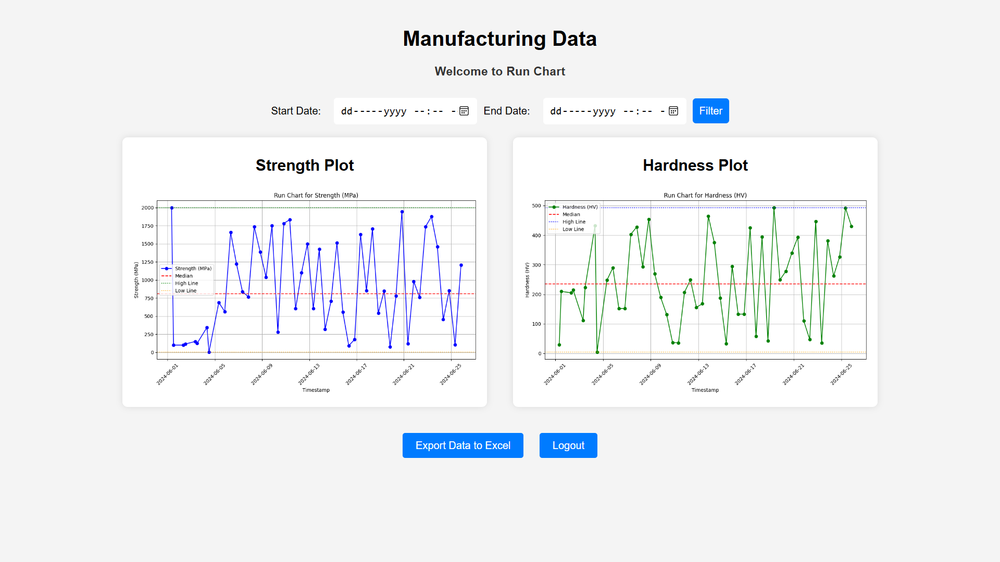 Manufacturing Data
Welcome to Run Chart
Start Date: dd-----yyyy --:-- - End Date: dd-----yyyy --:-- - Filter
Strength Plot
Run Chart for Strength (MPa)
Strength (MPa)
2000
1750
1500
1250
1000
750
500
250
0
Strength (MPa)
Median
High Line
Low Line
2024-06-01
2024-06-05
2024-06-09
2024-06-13
2024-06-17
2024-06-21
2024-06-25
Timestamp
Hardness Plot
Run Chart for Hardness (HV)
Hardness (HV)
500
400
300
200
100
0
Hardness (HV)
Median
High Line
Low Line
2024-06-01
2024-06-05
2024-06-09
2024-06-13
2024-06-17
2024-06-21
2024-06-25
Timestamp
Export Data to Excel
Logout